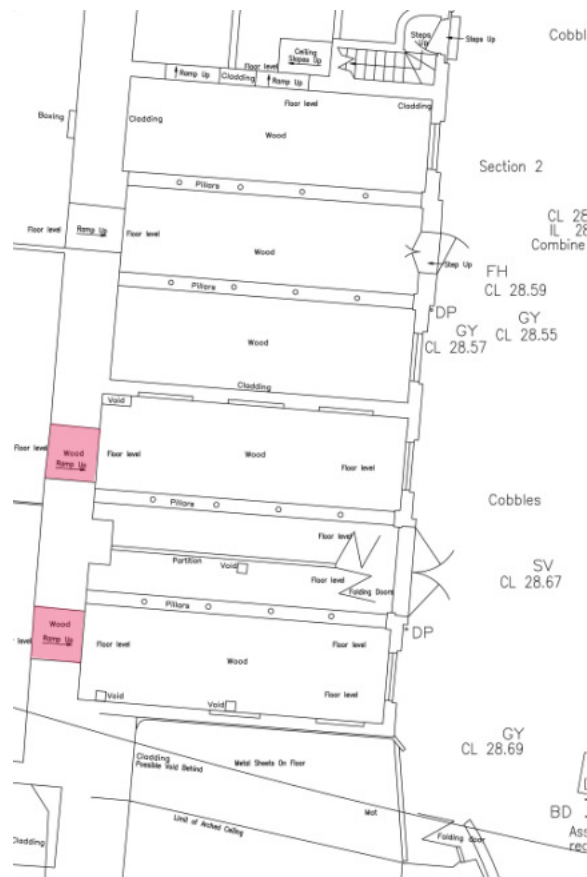 Steps
Up
Steps Up
Cobbl
Ceiling
Slopes Up
Floor level
Ramp Up
Cladding
Ramp Up
Floor level
Cladding
Boxing
Cladding
Wood
Section 2
Pillars
CL 28
IL 28
Combine
Floor level
Ramp Up
Floor level
Wood
Step Up
FH
CL 28.59
Pillars
DP
GY
CL 28.55
GY
CL 28.57
Wood
Cladding
Void
Floor level
Wood
Ramp Up
Floor level
Wood
Floor level
Cobbles
Pillars
Floor level
Partition
Void
Floor level
Folding Doors
SV
CL 28.67
Pillars
Wood
Ramp Up
Floor level
Floor level
Floor level
DP
Wood
Floor level
Void
Void
GY
CL 28.69
Cladding
Possible Void Behind
Metal Sheets On Floor
Mat
Limit of Arched Ceiling
Folding door
Cladding
BD
Ass